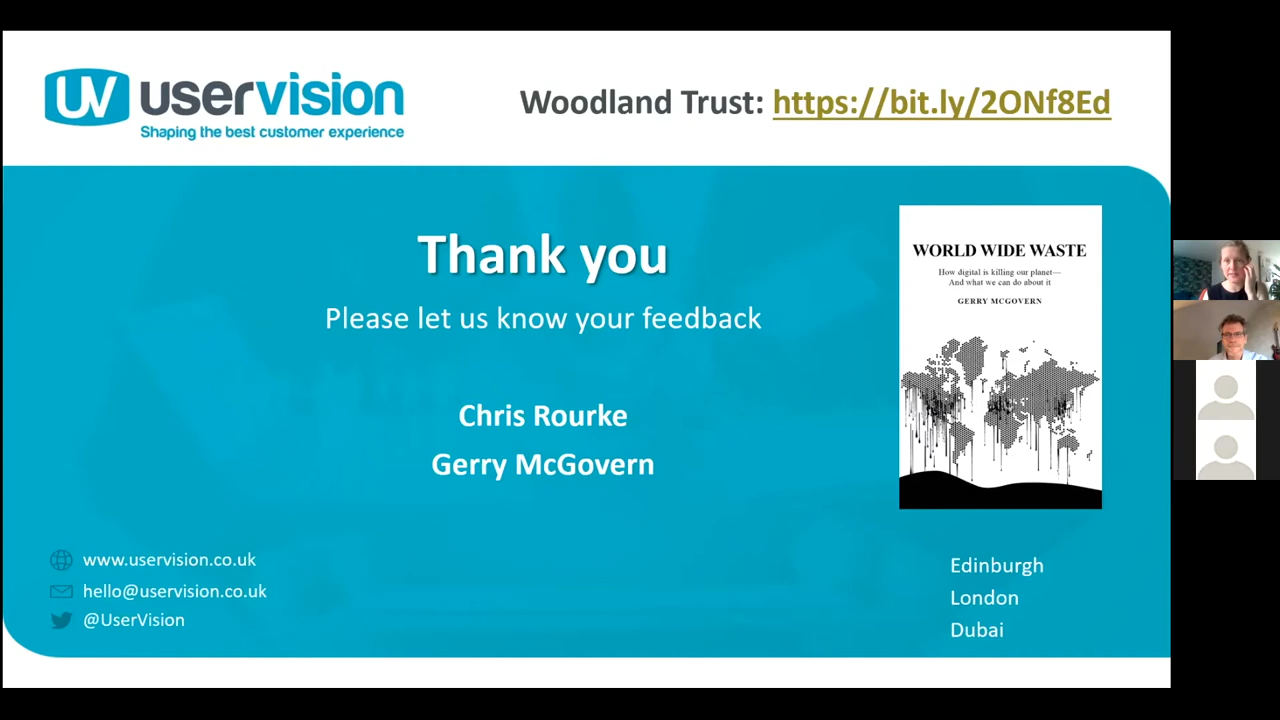 UV uservision
Shaping the best customer experience
Woodland Trust: https://bit.ly/2ONf8Ed
Thank you
Please let us know your feedback
Chris Rourke
Gerry McGovern
WORLD WIDE WASTE
How digital is killing our planet—
And what we can do about it
GERRY MCGOVERN
www.uservision.co.uk
hello@uservision.co.uk
@UserVision
Edinburgh
London
Dubai